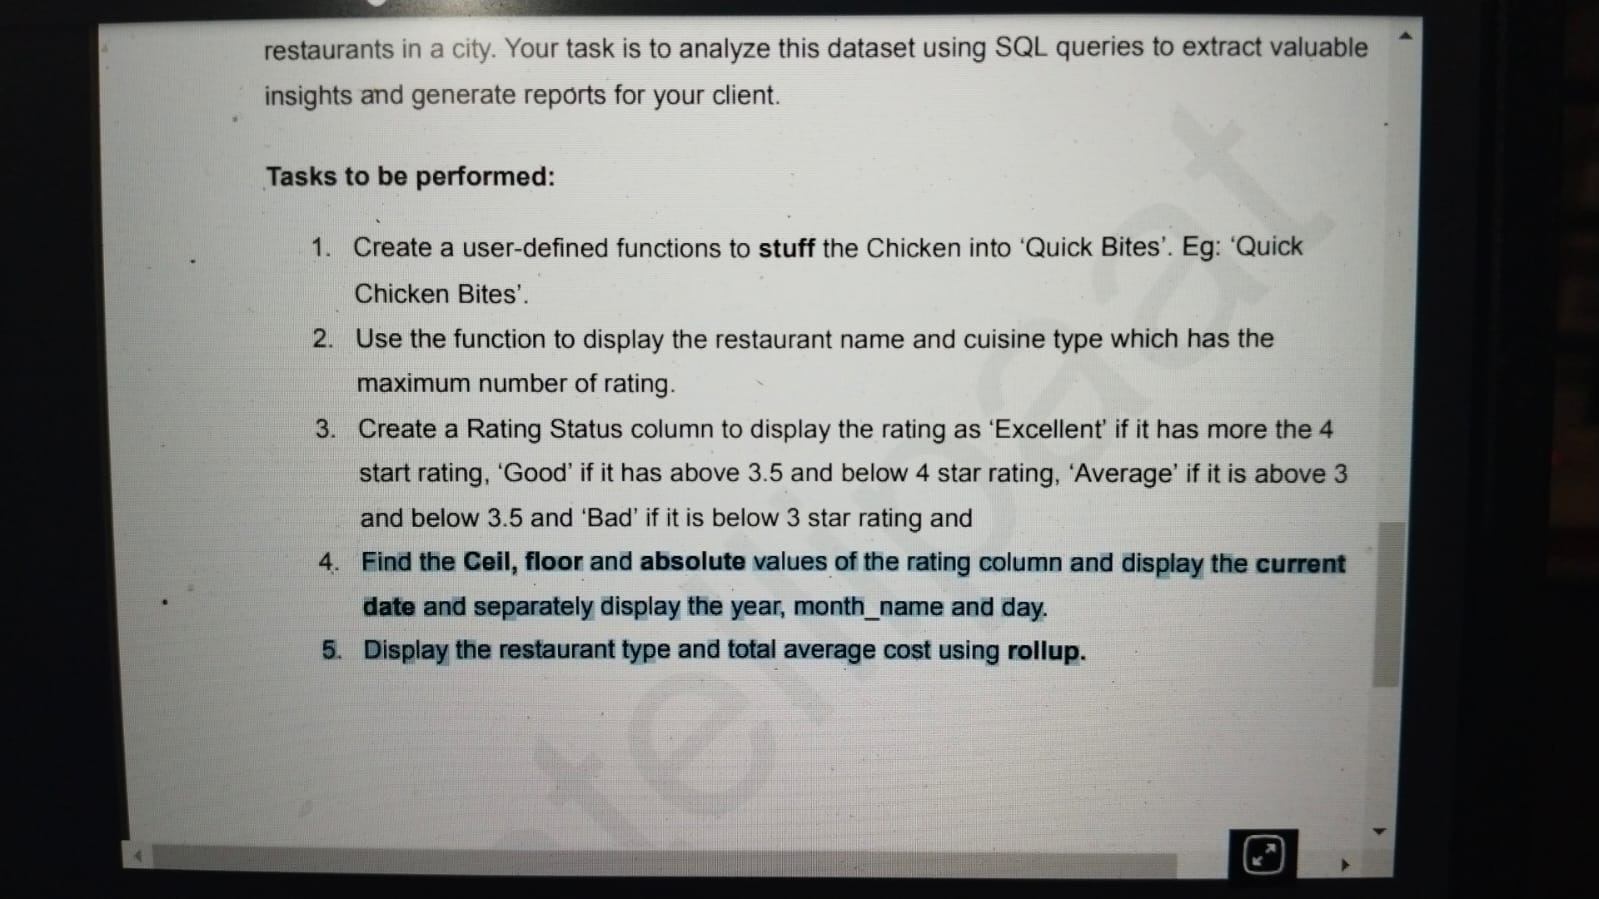 restaurants in a city. Your task is to analyze this dataset using SQL queries to extract valuable
insights and generate reports for your client.
Tasks to be performed:
1. Create a user-defined functions to stuff the Chicken into ‘Quick Bites’. Eg: ‘Quick
Chicken Bites’.
2. Use the function to display the restaurant name and cuisine type which has the
maximum number of rating.
3. Create a Rating Status column to display the rating as ‘Excellent’ if it has more the 4
start rating, ‘Good’ if it has above 3.5 and below 4 star rating, ‘Average’ if it is above 3
and below 3.5 and ‘Bad’ if it is below 3 star rating and
4. Find the Ceil, floor and absolute values of the rating column and display the current
date and separately display the year, month_name and day.
5. Display the restaurant type and total average cost using rollup.